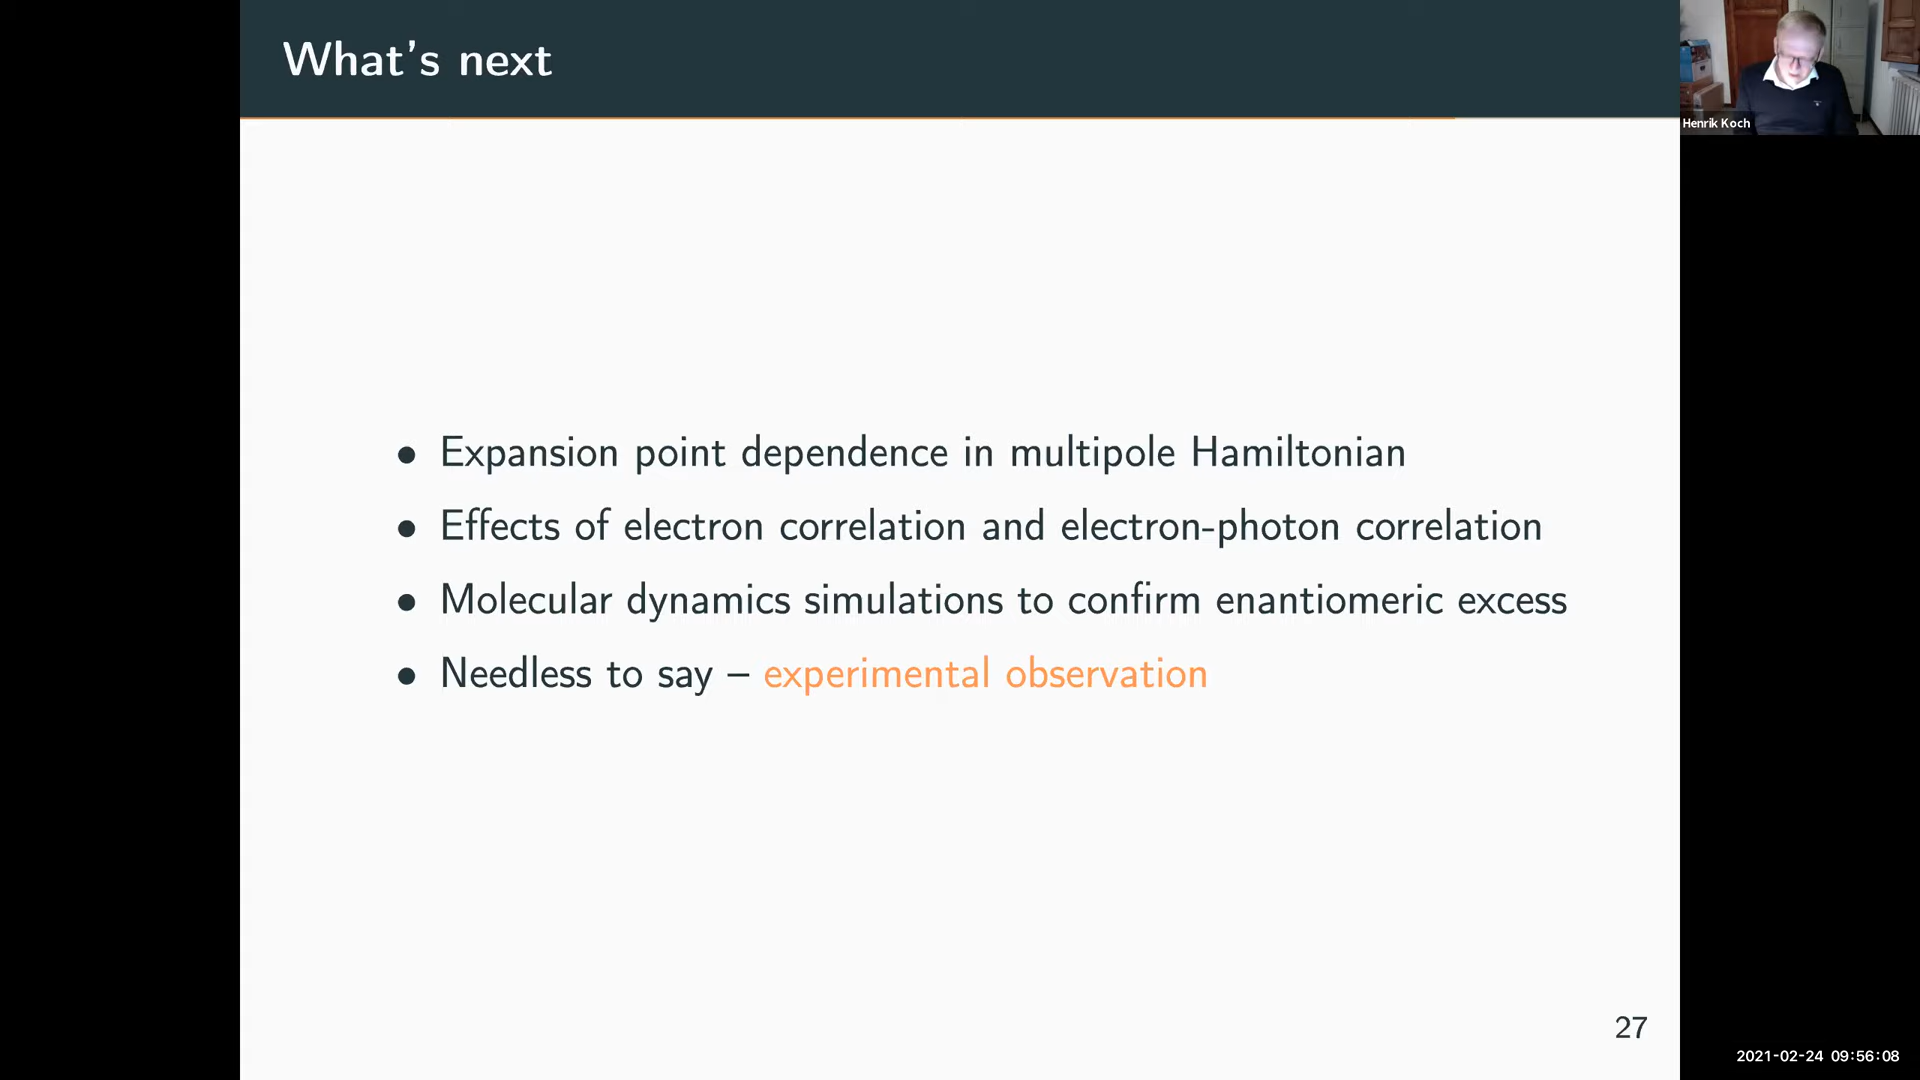 What's next
Henrik Koch
• Expansion point dependence in multipole Hamiltonian
• Effects of electron correlation and electron-photon correlation
• Molecular dynamics simulations to confirm enantiomeric excess
• Needless to say – experimental observation
27
2021-02-24 09:56:08